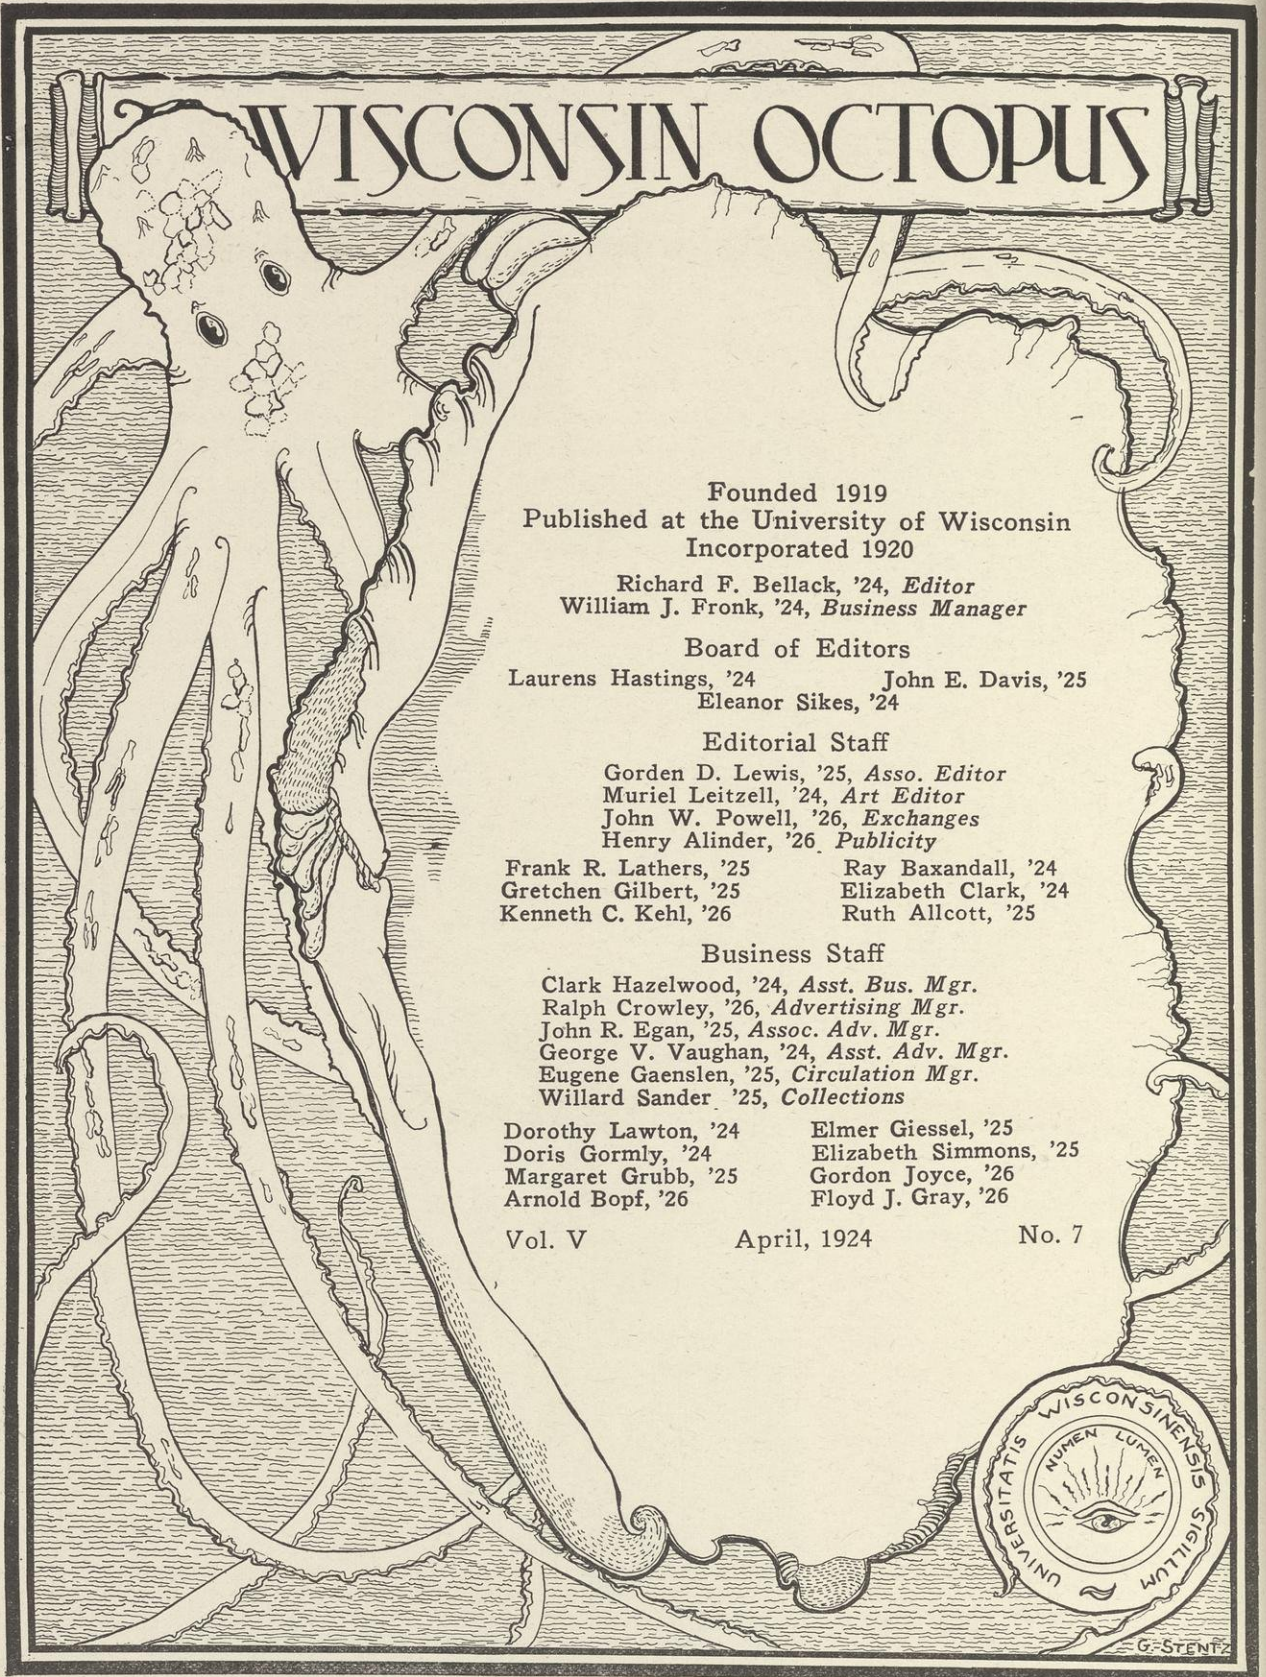 WISCONSIN OCTOPUS
Founded 1919
Published at the University of Wisconsin
Incorporated 1920
Richard F. Bellack, '24, Editor
William J. Fronk, '24, Business Manager
Board of Editors
Laurens Hastings, '24 John E. Davis, '25
Eleanor Sikes, '24
Editorial Staff
Gorden D. Lewis, '25, Asso. Editor
Muriel Leitzell, '24, Art Editor
John W. Powell, '26, Exchanges
Henry Alinder, '26 Publicity
Frank R. Lathers, '25 Ray Baxandall, '24
Gretchen Gilbert, '25 Elizabeth Clark, '24
Kenneth C. Kehl, '26 Ruth Allcott, '25
Business Staff
Clark Hazelwood, '24, Asst. Bus. Mgr.
Ralph Crowley, '26, Advertising Mgr.
John R. Egan, '25, Assoc. Adv. Mgr.
George V. Vaughan, '24, Asst. Adv. Mgr.
Eugene Gaenslen, '25, Circulation Mgr.
Willard Sander '25, Collections
Dorothy Lawton, '24 Elmer Giessel, '25
Doris Gormly, '24 Elizabeth Simmons, '25
Margaret Grubb, '25 Gordon Joyce, '26
Arnold Bopf, '26 Floyd J. Gray, '26
Vol. V April, 1924 No. 7
UNIVERSITATIS WISCONSINENSIS SIGILLUM
NUMEN LUMEN
G-STENTZ